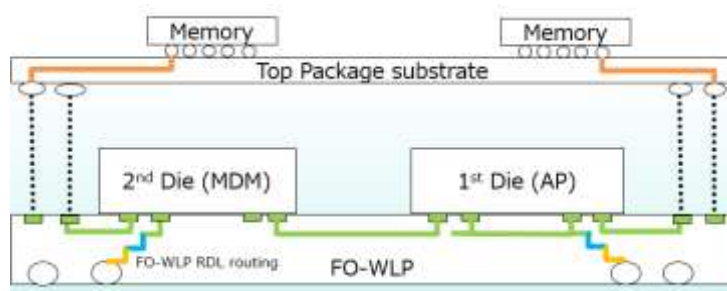 Memory
Memory
Top Package substrate
2nd Die (MDM)
1st Die (AP)
FO-WLP RDL routing
FO-WLP